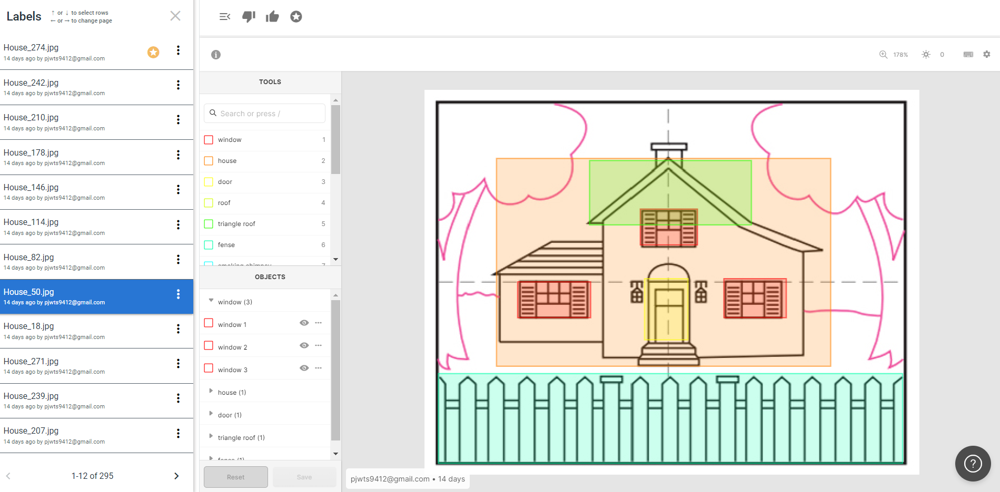 Labels
↑ or ↓ to select rows
← or → to change page
House_274.jpg
14 days ago by pjwts9412@gmail.com
House_242.jpg
14 days ago by pjwts9412@gmail.com
House_210.jpg
14 days ago by pjwts9412@gmail.com
House_178.jpg
14 days ago by pjwts9412@gmail.com
House_146.jpg
14 days ago by pjwts9412@gmail.com
House_114.jpg
14 days ago by pjwts9412@gmail.com
House_82.jpg
14 days ago by pjwts9412@gmail.com
House_50.jpg
14 days ago by pjwts9412@gmail.com
House_18.jpg
14 days ago by pjwts9412@gmail.com
House_271.jpg
14 days ago by pjwts9412@gmail.com
House_239.jpg
14 days ago by pjwts9412@gmail.com
House_207.jpg
14 days ago by pjwts9412@gmail.com
1-12 of 295
178%
0
TOOLS
Search or press /
window 1
house 2
door 3
roof 4
triangle roof 5
fense 6
smoking chimney 7
OBJECTS
window (3)
window 1
window 2
window 3
house (1)
door (1)
triangle roof (1)
fense (1)
Reset
Save
pjwts9412@gmail.com • 14 days
?